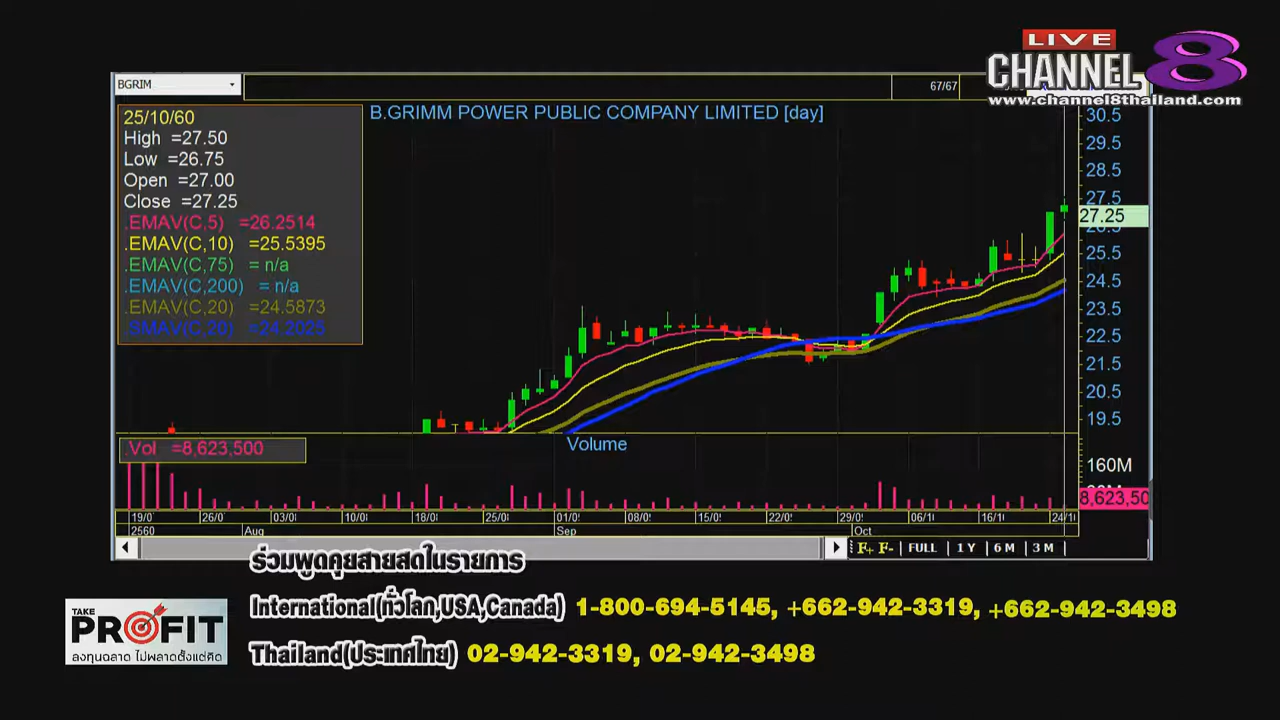 LIVE
CHANNEL 8
www.channel8thailand.com
BGRIM
67/67
B.GRIMM POWER PUBLIC COMPANY LIMITED [day]
25/10/60
High =27.50
Low =26.75
Open =27.00
Close =27.25
.EMAV(C,5) =26.2514
.EMAV(C,10) =25.5395
.EMAV(C,75) = n/a
.EMAV(C,200) = n/a
.EMAV(C,20) =24.5873
.SMAV(C,20) =24.2025
30.5
29.5
28.5
27.5
27.25
26.5
25.5
24.5
23.5
22.5
21.5
20.5
19.5
.Vol =8,623,500
Volume
160M
8,623,50
19/0 26/0 03/0 10/0 18/0 25/0 01/0 08/0 15/0 22/0 29/0 06/1 16/1 24/1
2560 Aug Sep Oct
F+ F- FULL 1 Y 6 M 3 M
ร่วมพูดคุยสายสดในรายการ
International(ทั่วโลก,USA,Canada) 1-800-694-5145, +662-942-3319, +662-942-3498
Thailand(ประเทศไทย) 02-942-3319, 02-942-3498
TAKE
PROFIT
ลงทุนฉลาด ไม่พลาดตั้งแต่คิด